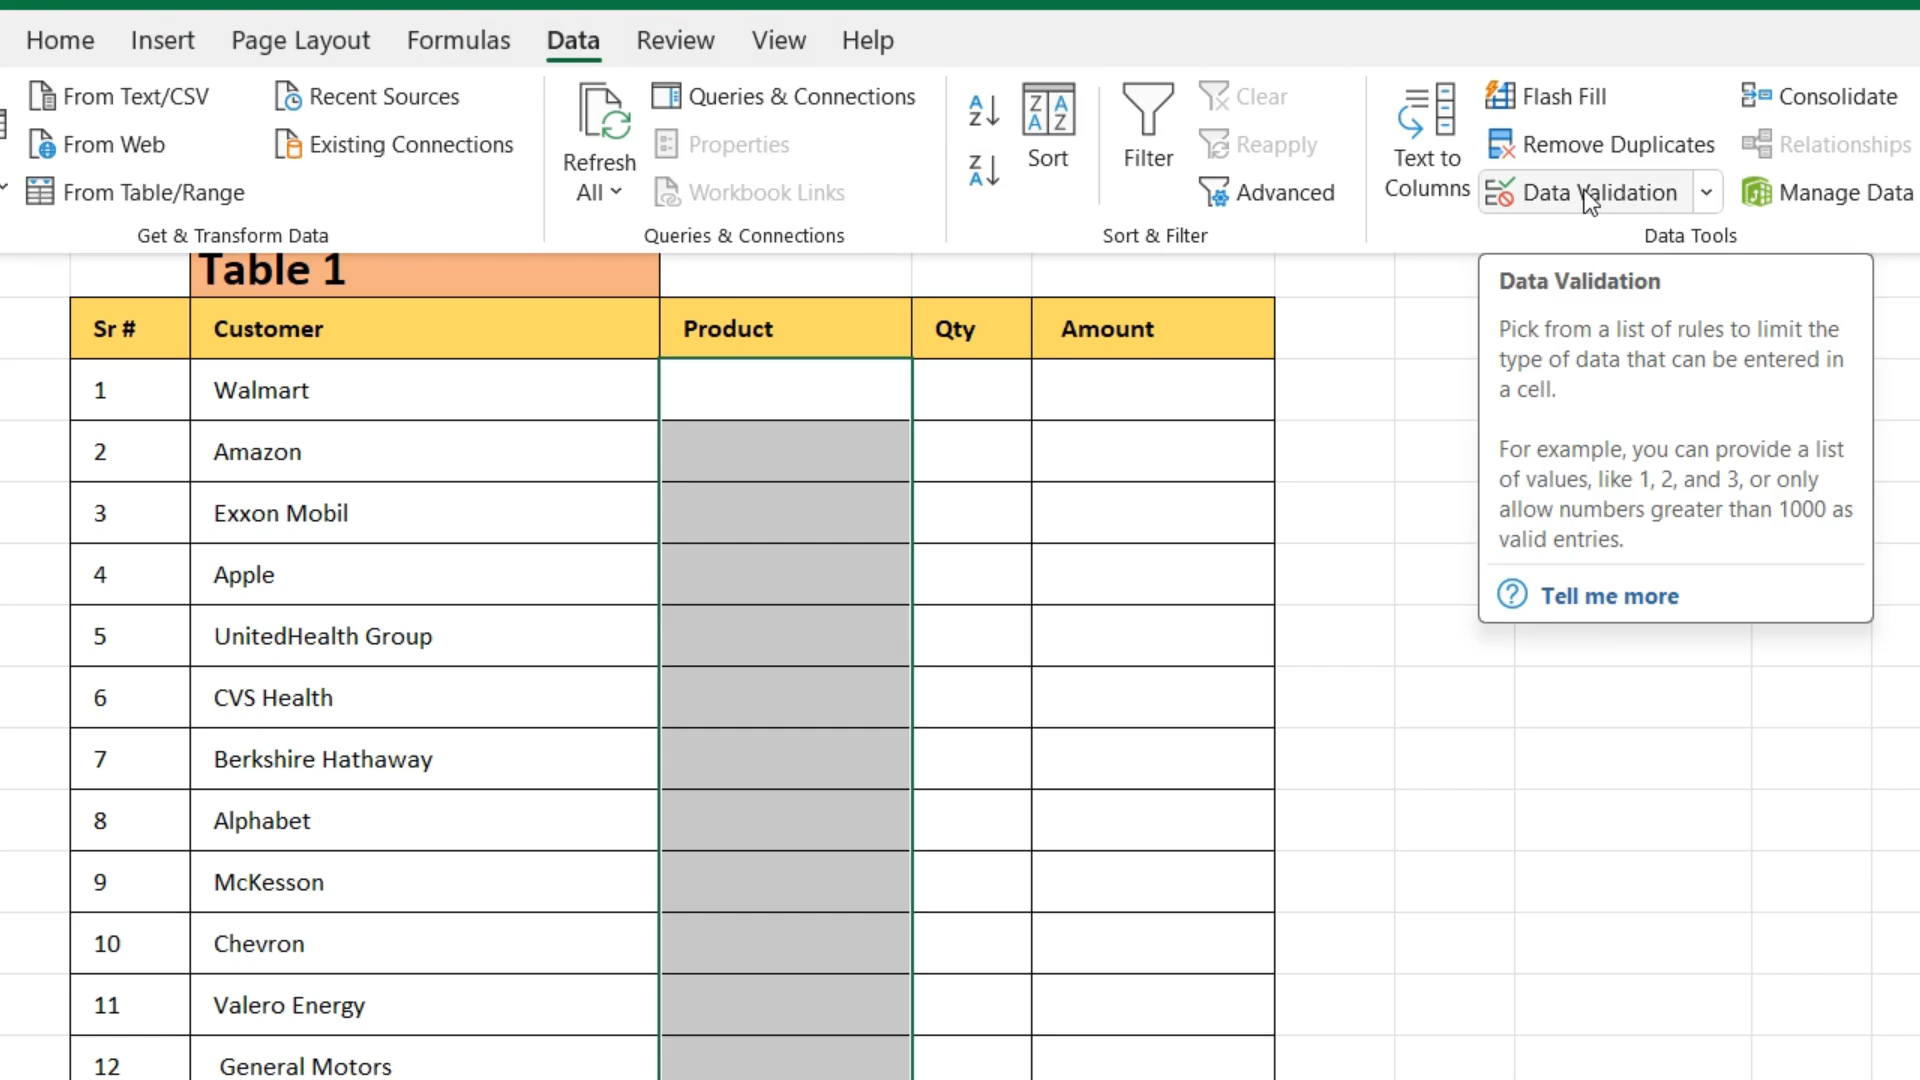 Home Insert Page Layout Formulas Data Review View Help
From Text/CSV
From Web
From Table/Range
Recent Sources
Existing Connections
Get & Transform Data
Refresh
All
Queries & Connections
Properties
Workbook Links
Queries & Connections
A
Z
Z
A
Z A
A Z
Sort
Filter
Clear
Reapply
Advanced
Sort & Filter
Text to
Columns
Flash Fill
Remove Duplicates
Data Validation
Consolidate
Relationships
Manage Data
Data Tools
Table 1
Sr # Customer Product Qty Amount
1 Walmart
2 Amazon
3 Exxon Mobil
4 Apple
5 UnitedHealth Group
6 CVS Health
7 Berkshire Hathaway
8 Alphabet
9 McKesson
10 Chevron
11 Valero Energy
12 General Motors
Data Validation
Pick from a list of rules to limit the
type of data that can be entered in
a cell.
For example, you can provide a list
of values, like 1, 2, and 3, or only
allow numbers greater than 1000 as
valid entries.
? Tell me more